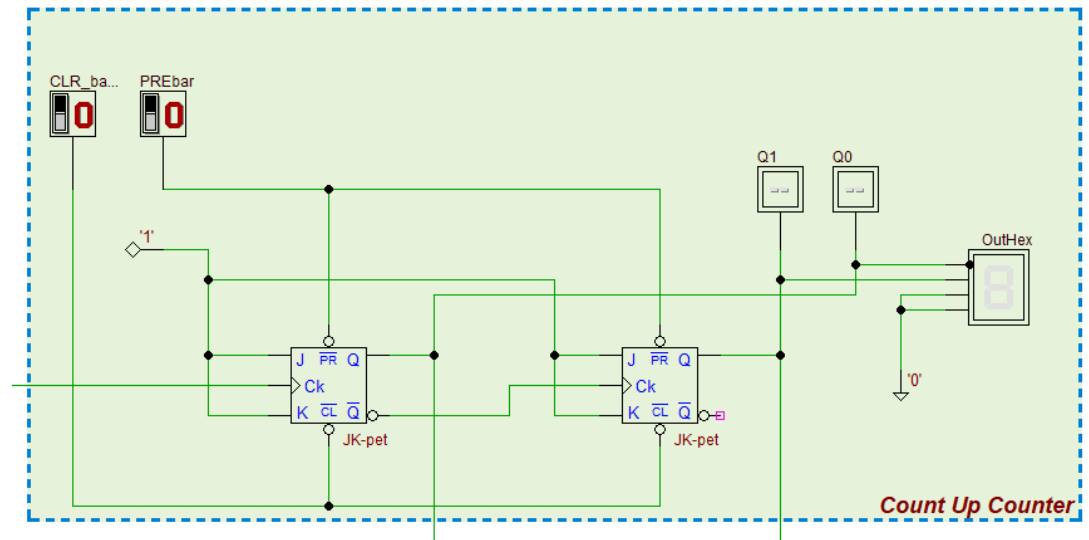 CLR_ba... PREbar
0 0
Q1 Q0
-- --
'1'
OutHex
8
J PR Q J PR Q
Ck Ck
'0'
K CL Q K CL Q
JK-pet JK-pet
Count Up Counter